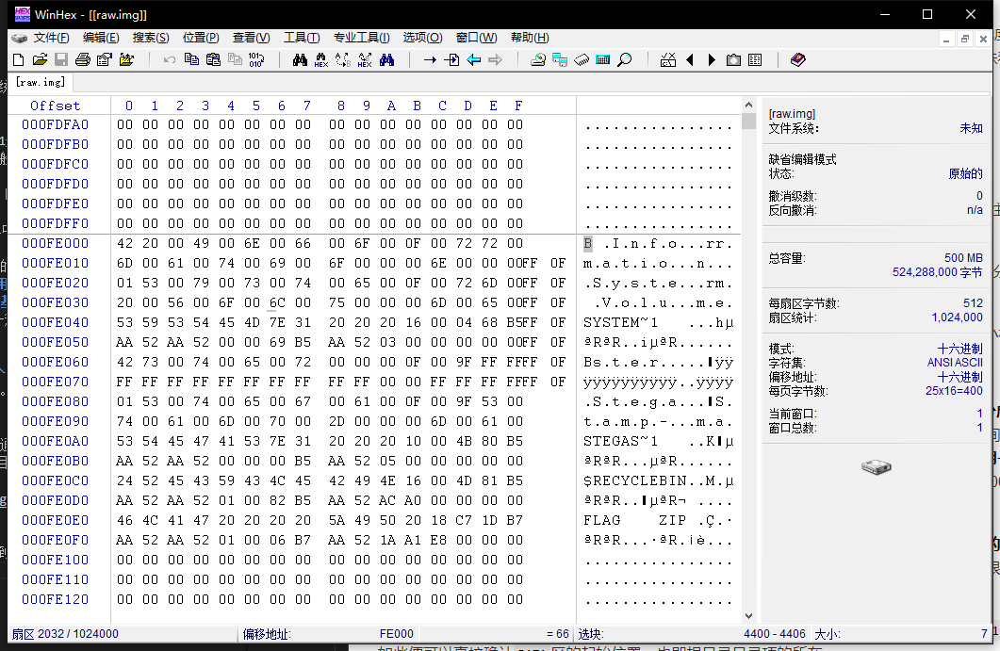 WinHex - [[raw.img]]
文件(F) 编辑(E) 搜索(S) 位置(P) 查看(V) 工具(T) 专业工具(I) 选项(O) 窗口(W) 帮助(H)
[raw.img]
Offset 0 1 2 3 4 5 6 7 8 9 A B C D E F
000FDFA0 00 00 00 00 00 00 00 00 00 00 00 00 00 00 00 00 ................
000FDFB0 00 00 00 00 00 00 00 00 00 00 00 00 00 00 00 00 ................
000FDFC0 00 00 00 00 00 00 00 00 00 00 00 00 00 00 00 00 ................
000FDFD0 00 00 00 00 00 00 00 00 00 00 00 00 00 00 00 00 ................
000FDFE0 00 00 00 00 00 00 00 00 00 00 00 00 00 00 00 00 ................
000FDFF0 00 00 00 00 00 00 00 00 00 00 00 00 00 00 00 00 ................
000FE000 42 20 00 49 00 6E 00 66 00 6F 00 0F 00 72 72 00 B .I.n.f.o...rr.
000FE010 6D 00 61 00 74 00 69 00 6F 00 00 00 6E 00 00 00FF 0F m.a.t.i.o...n...
000FE020 01 53 00 79 00 73 00 74 00 65 00 0F 00 72 6D 00FF 0F .S.y.s.t.e...rm.
000FE030 20 00 56 00 6F 00 6C 00 75 00 00 00 6D 00 65 00FF 0F .V.o.l.u...m.e.
000FE040 53 59 53 54 45 4D 7E 31 20 20 20 16 00 04 68 B5FF 0F SYSTEM~1 ...hµ
000FE050 AA 52 AA 52 00 00 69 B5 AA 52 03 00 00 00 00 00FF 0F ªRªR..iµªR......
000FE060 42 73 00 74 00 65 00 72 00 00 00 0F 00 9F FF FFFF 0F Bs.t.e.r.....Ÿÿÿ
000FE070 FF FF FF FF FF FF FF FF FF FF 00 00 FF FF FF FFFF 0F ÿÿÿÿÿÿÿÿÿÿ..ÿÿÿÿ
000FE080 01 53 00 74 00 65 00 67 00 61 00 0F 00 9F 53 00 .S.t.e.g.a...ŸS.
000FE090 74 00 61 00 6D 00 70 00 2D 00 00 00 6D 00 61 00 t.a.m.p.-...m.a.
000FE0A0 53 54 45 47 41 53 7E 31 20 20 20 10 00 4B 80 B5 STEGAS~1 ..K€µ
000FE0B0 AA 52 AA 52 00 00 00 B5 AA 52 05 00 00 00 00 00 ªRªR...µªR......
000FE0C0 24 52 45 43 59 43 4C 45 42 49 4E 16 00 4D 81 B5 $RECYCLEBIN..M.µ
000FE0D0 AA 52 AA 52 01 00 82 B5 AA 52 AC A0 00 00 00 00 ªRªR..‚µªR¬ ....
000FE0E0 46 4C 41 47 20 20 20 20 5A 49 50 20 18 C7 1D B7 FLAG ZIP .Ç.·
000FE0F0 AA 52 AA 52 01 00 06 B7 AA 52 1A A1 E8 00 00 00 ªRªR...·ªR.¡è...
000FE100 00 00 00 00 00 00 00 00 00 00 00 00 00 00 00 00 ................
000FE110 00 00 00 00 00 00 00 00 00 00 00 00 00 00 00 00 ................
000FE120 00 00 00 00 00 00 00 00 00 00 00 00 00 00 00 00 ................
[raw.img]
文件系统: 未知
缺省编辑模式
状态: 原始的
撤消级数: 0
反向撤消: n/a
总容量: 500 MB
524,288,000 字节
每扇区字节数: 512
扇区统计: 1,024,000
模式: 十六进制
字符集: ANSI ASCII
偏移地址: 十六进制
每页字节数: 25x16=400
当前窗口: 1
窗口总数: 1
扇区 2032 / 1024000 偏移地址: FE000 = 66 选块: 4400 - 4406 大小: 7